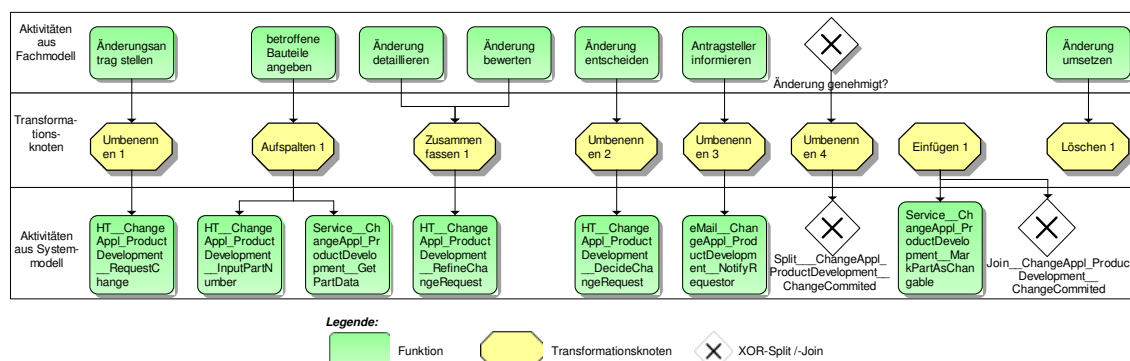 Aktivitäten
aus
Fachmodell
Änderungsan
trag stellen
betroffene
Bauteile
angeben
Änderung
detaillieren
Änderung
bewerten
Änderung
entscheiden
Antragsteller
informieren
Änderung genehmigt?
Änderung
umsetzen
Transforma-
tions-
knoten
Umbenenn
en 1
Aufspalten 1
Zusammen
fassen 1
Umbenenn
en 2
Umbenenn
en 3
Umbenenn
en 4
Einfügen 1
Löschen 1
Aktivitäten
aus System-
modell
HT__Change
Appl_Product
Development
__RequestC
hange
HT__Change
Appl_Product
Development
__InputPartN
umber
Service__Ch
angeAppl_Pr
oductDevelo
pment__Get
PartData
HT__Change
Appl_Product
Development
__RefineCha
ngeRequest
HT__Change
Appl_Product
Development
__DecideCha
ngeRequest
eMail__Chan
geAppl_Prod
uctDevelopm
ent__NotifyR
equestor
Split___ChangeAppl_
ProductDevelopment__
ChangeCommited
Service__Ch
angeAppl_Pr
oductDevelo
pment__Mar
kPartAsChan
gable
Join__ChangeAppl_Product
Development__
ChangeCommited
Legende:
Funktion
Transformationsknoten
XOR-Split /-Join